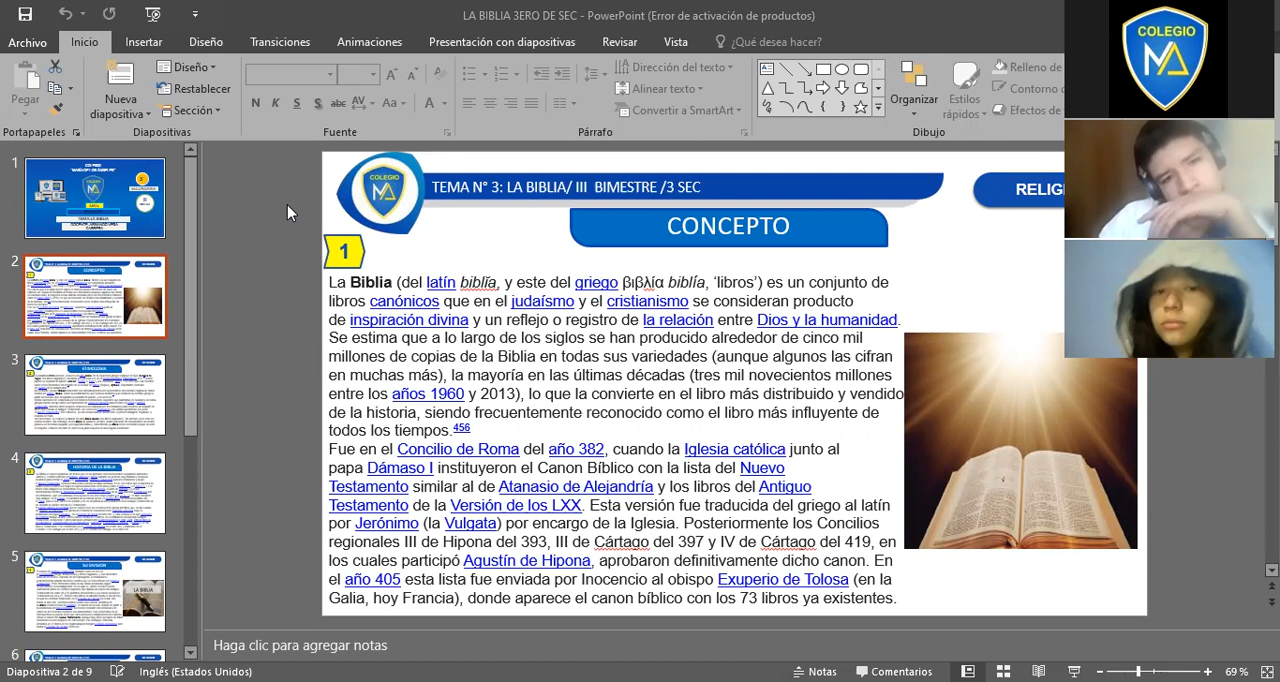 LA BIBLIA 3ERO DE SEC - PowerPoint (Error de activación de productos)
Archivo Inicio Insertar Diseño Transiciones Animaciones Presentación con diapositivas Revisar Vista ¿Qué desea hacer?
Pegar
Nueva diapositiva
Diseño
Restablecer
Sección
N K S S abc AV Aa A
Dirección del texto
Alinear texto
Convertir a SmartArt
Organizar
Estilos rápidos
Relleno de
Contorno
Efectos de
Portapapeles Diapositivas Fuente Párrafo Dibujo
COLEGIO
MA
1
2
3
4
5
6
COLEGIO
MA
TEMA N° 3: LA BIBLIA/ III BIMESTRE /3 SEC
RELIG
CONCEPTO
1
La Biblia (del latín biblia, y este del griego βιβλία biblía, 'libros') es un conjunto de
libros canónicos que en el judaísmo y el cristianismo se consideran producto
de inspiración divina y un reflejo o registro de la relación entre Dios y la humanidad.
Se estima que a lo largo de los siglos se han producido alrededor de cinco mil
millones de copias de la Biblia en todas sus variedades (aunque algunos las cifran
en muchas más), la mayoría en las últimas décadas (tres mil quinientos millones
entre los años 1960 y 2013), lo que la convierte en el libro más distribuido y vendido
de la historia, siendo frecuentemente reconocido como el libro más influyente de
todos los tiempos.456
Fue en el Concilio de Roma del año 382, cuando la Iglesia católica junto al
papa Dámaso I instituyeron el Canon Bíblico con la lista del Nuevo
Testamento similar al de Atanasio de Alejandría y los libros del Antiguo
Testamento de la Versión de los LXX. Esta versión fue traducida del griego al latín
por Jerónimo (la Vulgata) por encargo de la Iglesia. Posteriormente los Concilios
regionales III de Hipona del 393, III de Cártago del 397 y IV de Cártago del 419, en
los cuales participo Agustín de Hipona, aprobaron definitivamente dicho canon. En
el año 405 esta lista fue enviada por Inocencio I al obispo Exuperio de Tolosa (en la
Galia, hoy Francia), donde aparece el canon bíblico con los 73 libros ya existentes.
Haga clic para agregar notas
Diapositiva 2 de 9 Inglés (Estados Unidos) Notas Comentarios 69 %